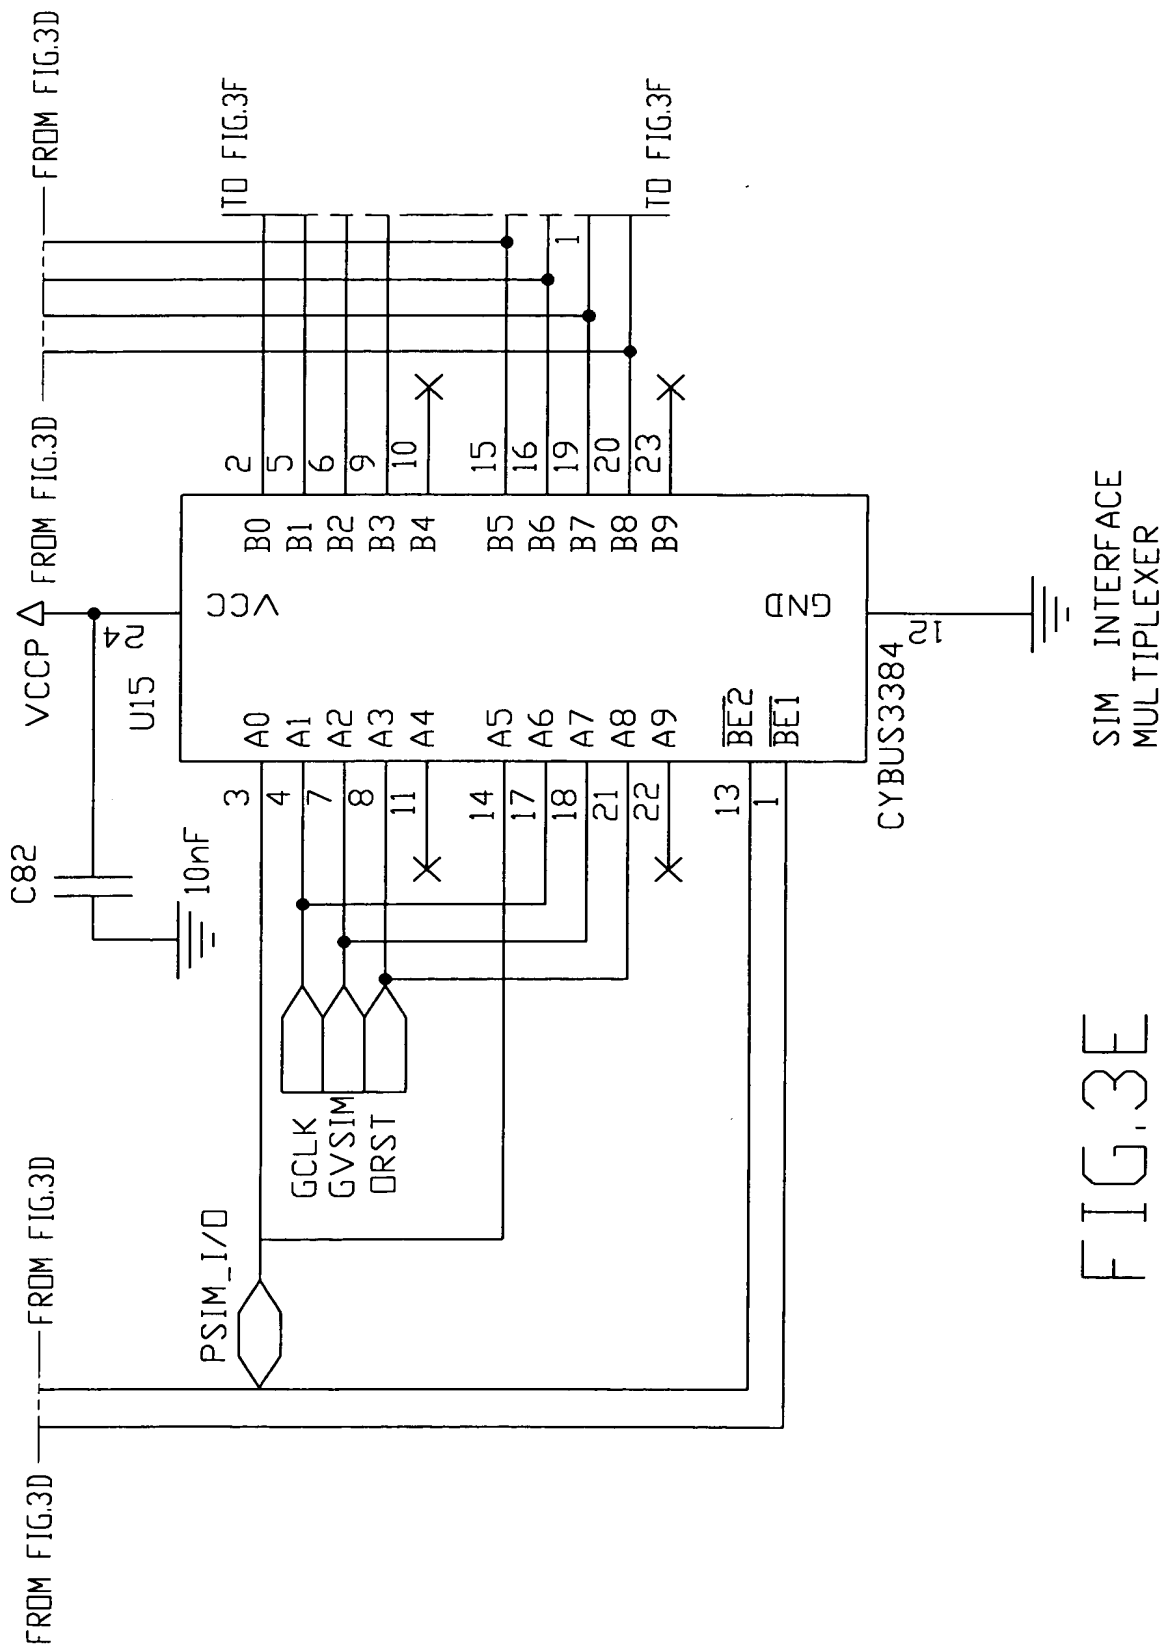 FROM FIG.3D
FROM FIG.3D
FROM FIG.3D
FROM FIG.3D
PSIM_I/O
GCLK
GVSIM
ORST
C82
10nF
VCCP
24
U15
VCC
3 A0 B0 2
4 A1 B1 5
7 A2 B2 6
8 A3 B3 9
11 A4 B4 10
14 A5 B5 15
17 A6 B6 16
18 A7 B7 19
21 A8 B8 20
22 A9 B9 23
13 BE2
1 BE1
GND
12
CYBUS3384
TO FIG.3F
1
TO FIG.3F
SIM INTERFACE
MULTIPLEXER
FIG.3E